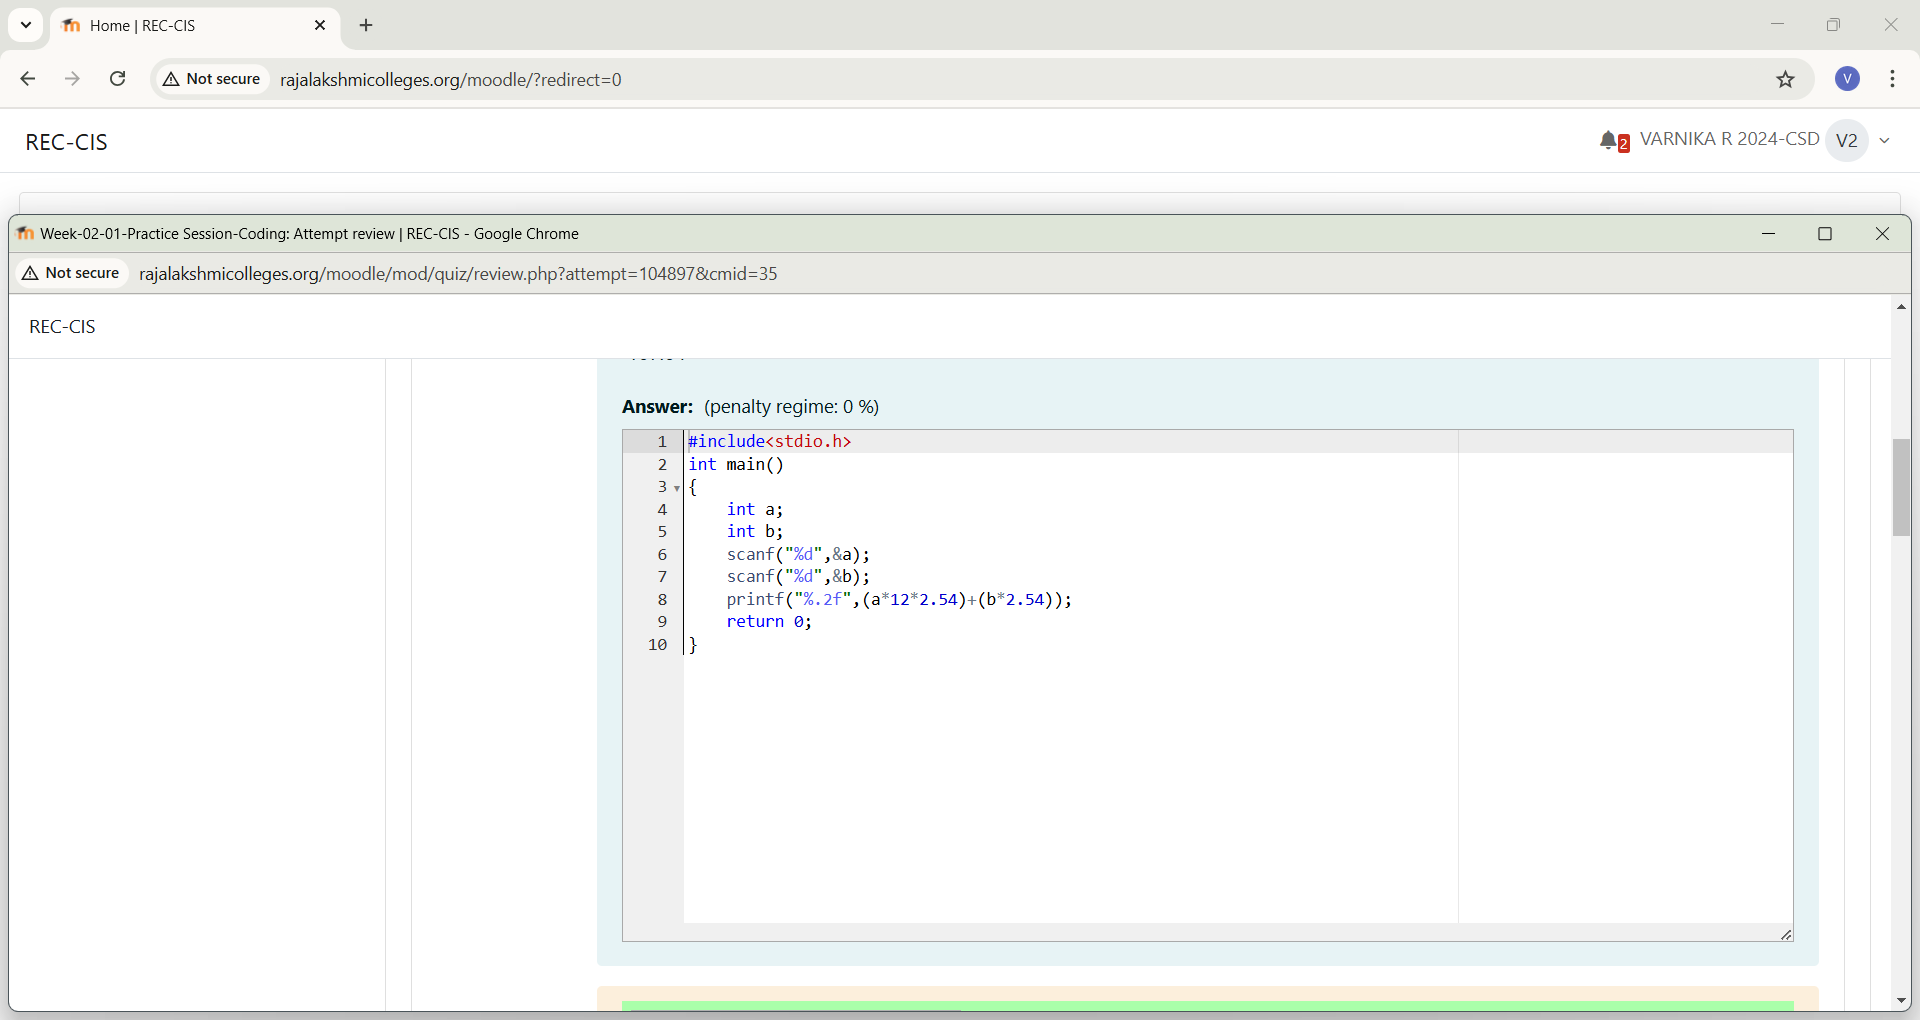 Home | REC-CIS
Not secure
rajalakshmicolleges.org/moodle/?redirect=0
V
REC-CIS
2
VARNIKA R 2024-CSD
V2
Week-02-01-Practice Session-Coding: Attempt review | REC-CIS - Google Chrome
Not secure
rajalakshmicolleges.org/moodle/mod/quiz/review.php?attempt=104897&cmid=35
REC-CIS
Answer: (penalty regime: 0 %)
1 #include<stdio.h>
2 int main()
3 {
4     int a;
5     int b;
6     scanf("%d",&a);
7     scanf("%d",&b);
8     printf("%.2f",(a*12*2.54)+(b*2.54));
9     return 0;
10 }